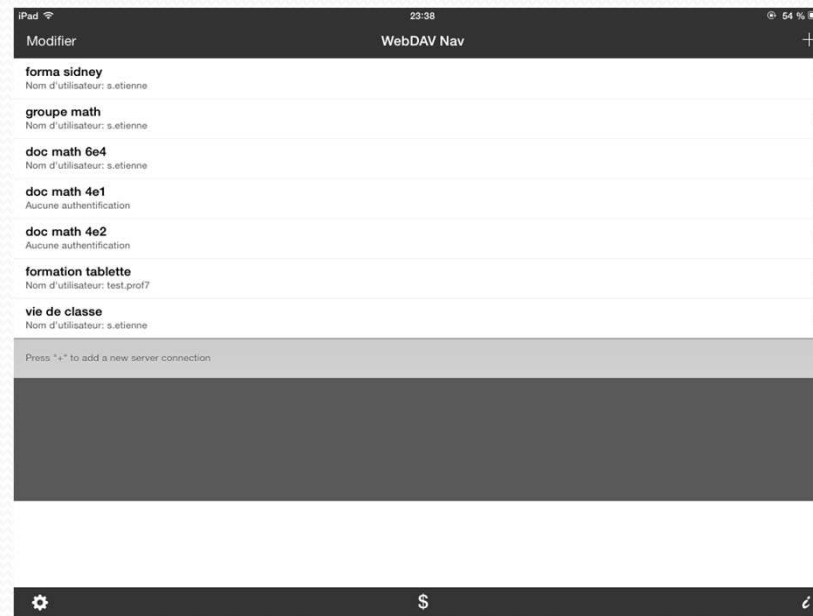 iPad 23:38 54 %
Modifier WebDAV Nav +
forma sidney
Nom d'utilisateur: s.etienne
groupe math
Nom d'utilisateur: s.etienne
doc math 6e4
Nom d'utilisateur: s.etienne
doc math 4e1
Aucune authentification
doc math 4e2
Aucune authentification
formation tablette
Nom d'utilisateur: test.prof7
vie de classe
Nom d'utilisateur: s.etienne
Press "+" to add a new server connection
$ i